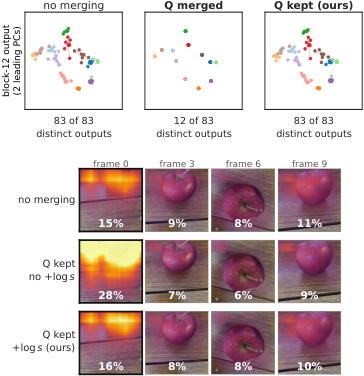 no merging
Q merged
Q kept (ours)
block-12 output
(2 leading PCs)
83 of 83
distinct outputs
12 of 83
distinct outputs
83 of 83
distinct outputs
frame 0
frame 3
frame 6
frame 9
no merging
15%
9%
8%
11%
Q kept
no +log s
28%
7%
6%
9%
Q kept
+log s (ours)
16%
8%
8%
10%